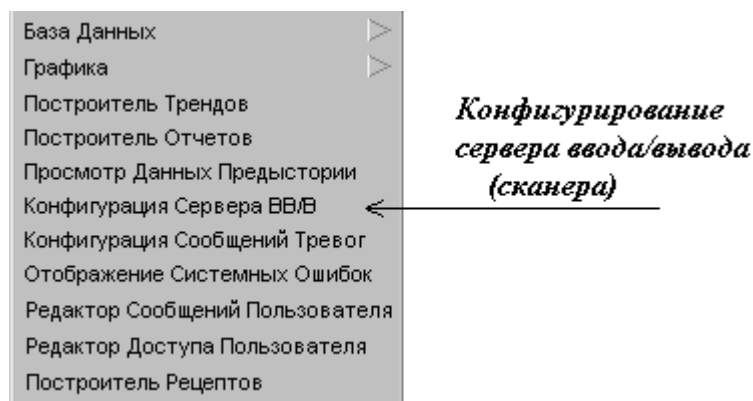 База Данных
Графика
Построитель Трендов
Построитель Отчетов
Просмотр Данных Предыстории
Конфигурация Сервера ВВ/В
Конфигурация Сообщений Тревог
Отображение Системных Ошибок
Редактор Сообщений Пользователя
Редактор Доступа Пользователя
Построитель Рецептов
Конфигурирование
сервера ввода/вывода
(сканера)